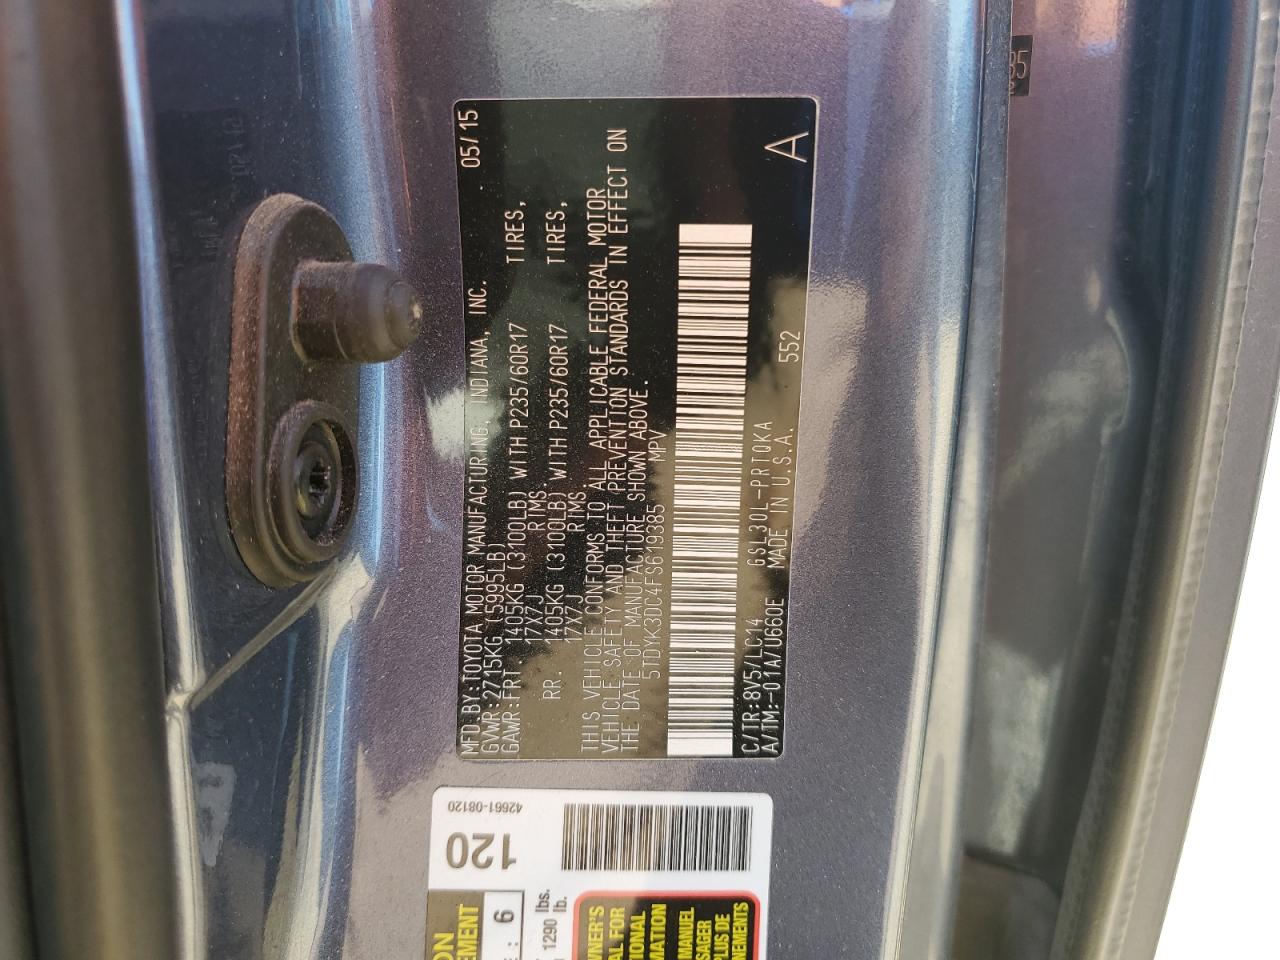 MFD.BY:TOYOTA MOTOR MANUFACTURING, INDIANA, INC. 05/15
GVWR:2715KG (5995LB)
GAWR:FRT. 1405KG (3100LB) WITH P235/60R17 TIRES,
17X7J RIMS.
RR. 1405KG (3100LB) WITH P235/60R17 TIRES,
17X7J RIMS.
THIS VEHICLE CONFORMS TO ALL APPLICABLE FEDERAL MOTOR
VEHICLE SAFETY AND THEFT PREVENTION STANDARDS IN EFFECT ON
THE DATE OF MANUFACTURE SHOWN ABOVE.
5TDYK3DC4FS619385 MPV
A
C/TR:8V5/LC14 GSL30L-PRTQKA
A/TM:-01A/U660E MADE IN U.S.A. 552
42661-08120
120
6
1290 lbs.
lb.
85